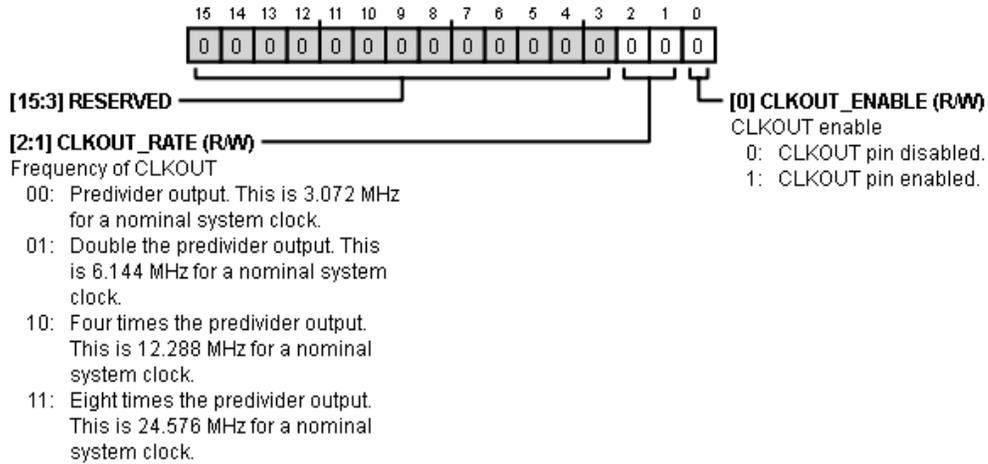 15 14 13 12 11 10 9 8 7 6 5 4 3 2 1 0
0 0 0 0 0 0 0 0 0 0 0 0 0 0 0 0
[15:3] RESERVED
[0] CLKOUT_ENABLE (R/W)
CLKOUT enable
0: CLKOUT pin disabled.
1: CLKOUT pin enabled.
[2:1] CLKOUT_RATE (R/W)
Frequency of CLKOUT
00: Predivider output. This is 3.072 MHz
for a nominal system clock.
01: Double the predivider output. This
is 6.144 MHz for a nominal system
clock.
10: Four times the predivider output.
This is 12.288 MHz for a nominal
system clock.
11: Eight times the predivider output.
This is 24.576 MHz for a nominal
system clock.